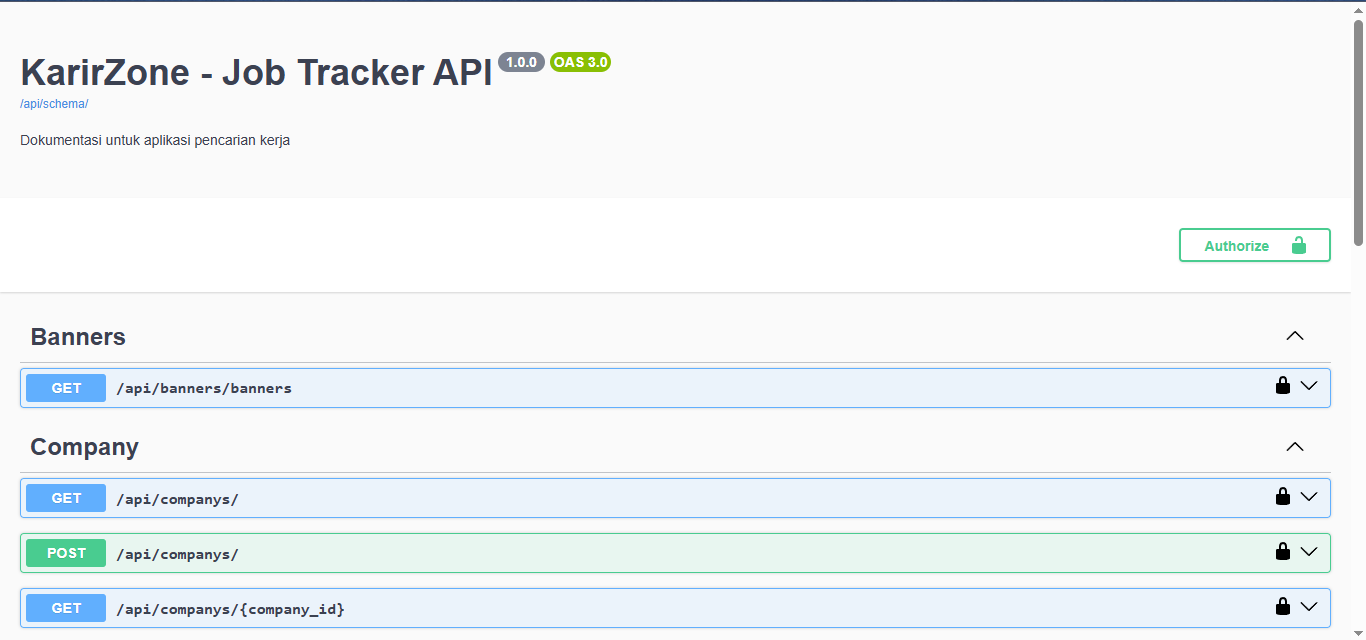 KarirZone - Job Tracker API 1.0.0 OAS 3.0
/api/schema/
Dokumentasi untuk aplikasi pencarian kerja
Authorize
Banners
GET /api/banners/banners
Company
GET /api/companys/
POST /api/companys/
GET /api/companys/{company_id}